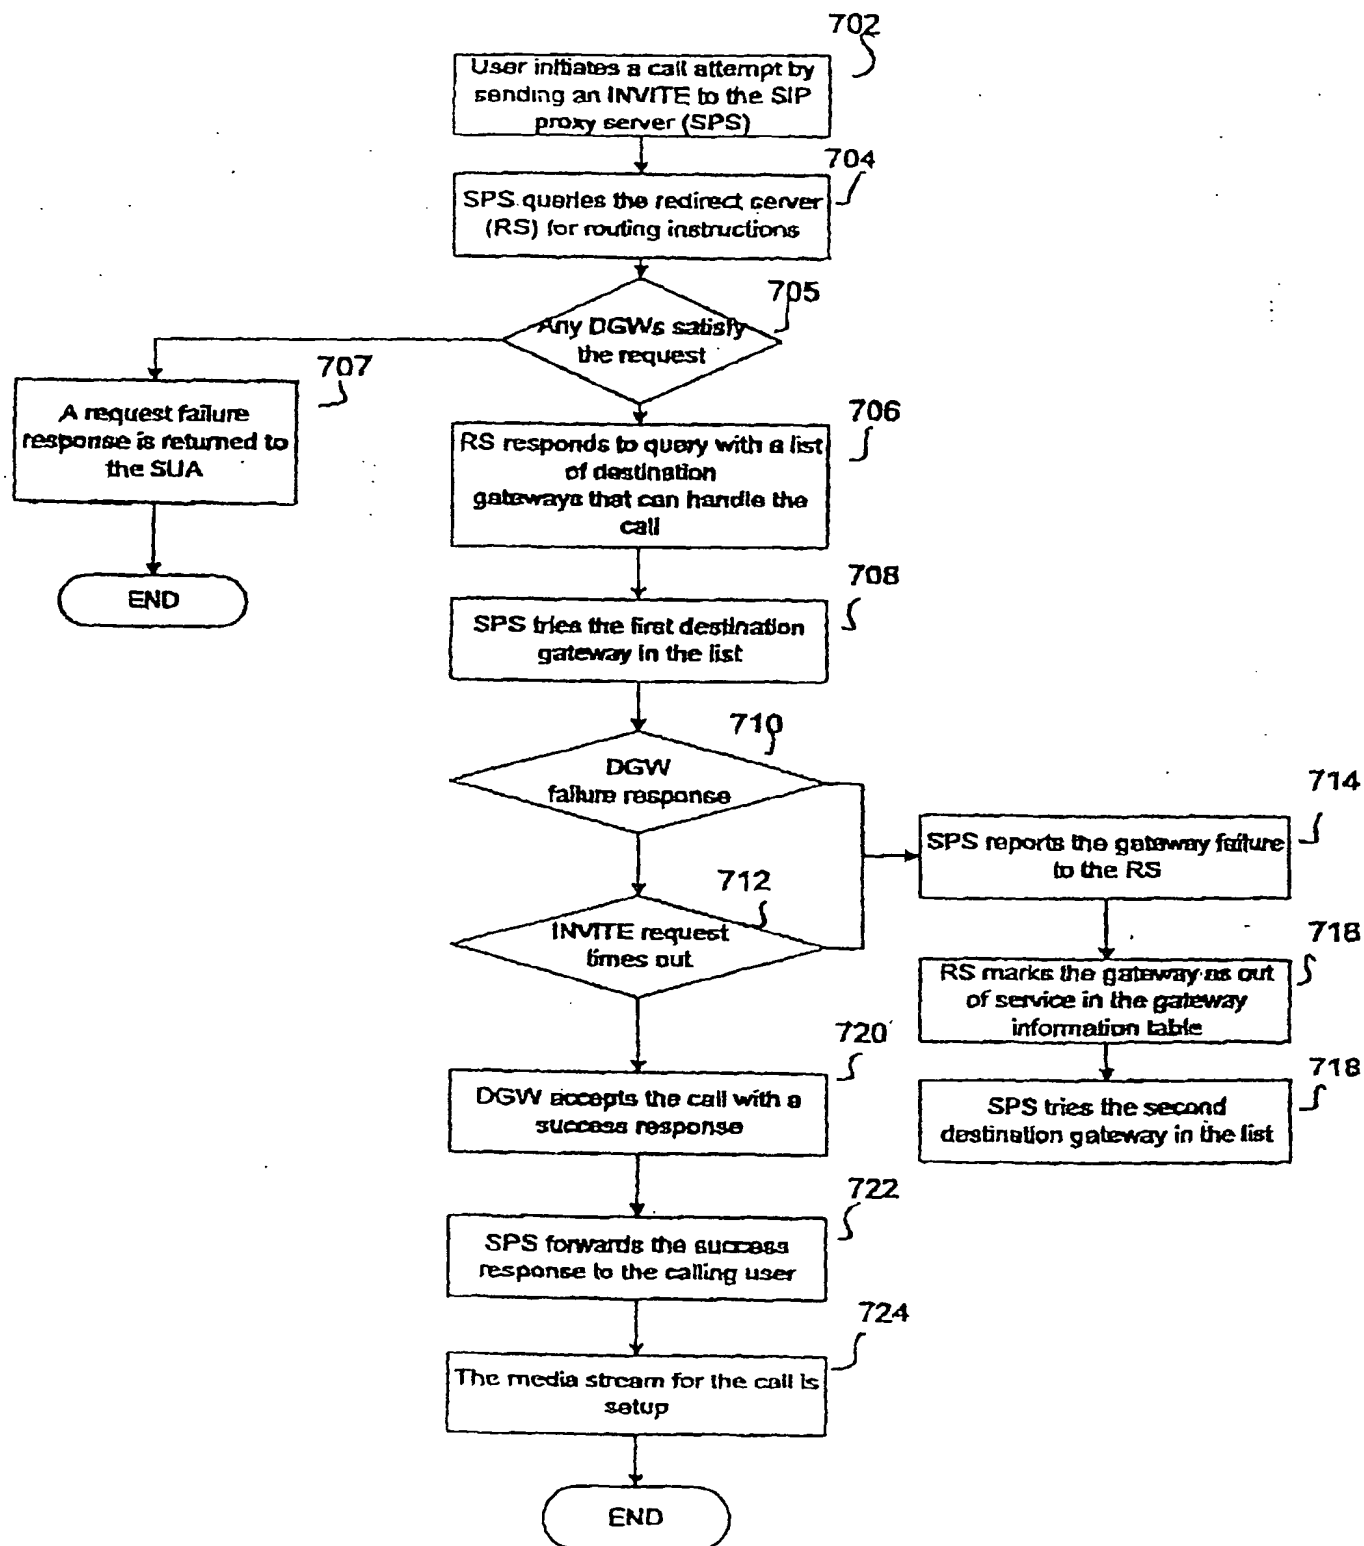 702
User initiates a call attempt by
sending an INVITE to the SIP
proxy server (SPS)
704
SPS queries the redirect server
(RS) for routing instructions
705
Any DGWs satisfy
the request
707
A request failure
response is returned to
the SUA
END
706
RS responds to query with a list
of destination
gateways that can handle the
call
708
SPS tries the first destination
gateway in the list
710
DGW
failure response
712
INVITE request
times out
714
SPS reports the gateway failure
to the RS
718
RS marks the gateway as out
of service in the gateway
information table
718
SPS tries the second
destination gateway in the list
720
DGW accepts the call with a
success response
722
SPS forwards the success
response to the calling user
724
The media stream for the call is
setup
END